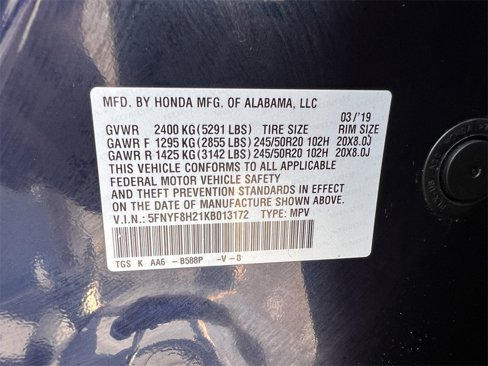 MFD. BY HONDA MFG. OF ALABAMA, LLC
03/'19
GVWR 2400 KG(5291 LBS) TIRE SIZE RIM SIZE
GAWR F 1295 KG(2855 LBS)245/50R20 102H 20X8.0J
GAWR R 1425 KG(3142 LBS)245/50R20 102H 20X8.0J
THIS VEHICLE CONFORMS TO ALL APPLICABLE
FEDERAL MOTOR VEHICLE SAFETY
AND THEFT PREVENTION STANDARDS IN EFFECT
ON THE DATE OF MANUFACTURE SHOWN ABOVE.
V.I.N.: 5FNYF8H21KB013172 TYPE: MPV
TGS K AA6 -B588P -V-0